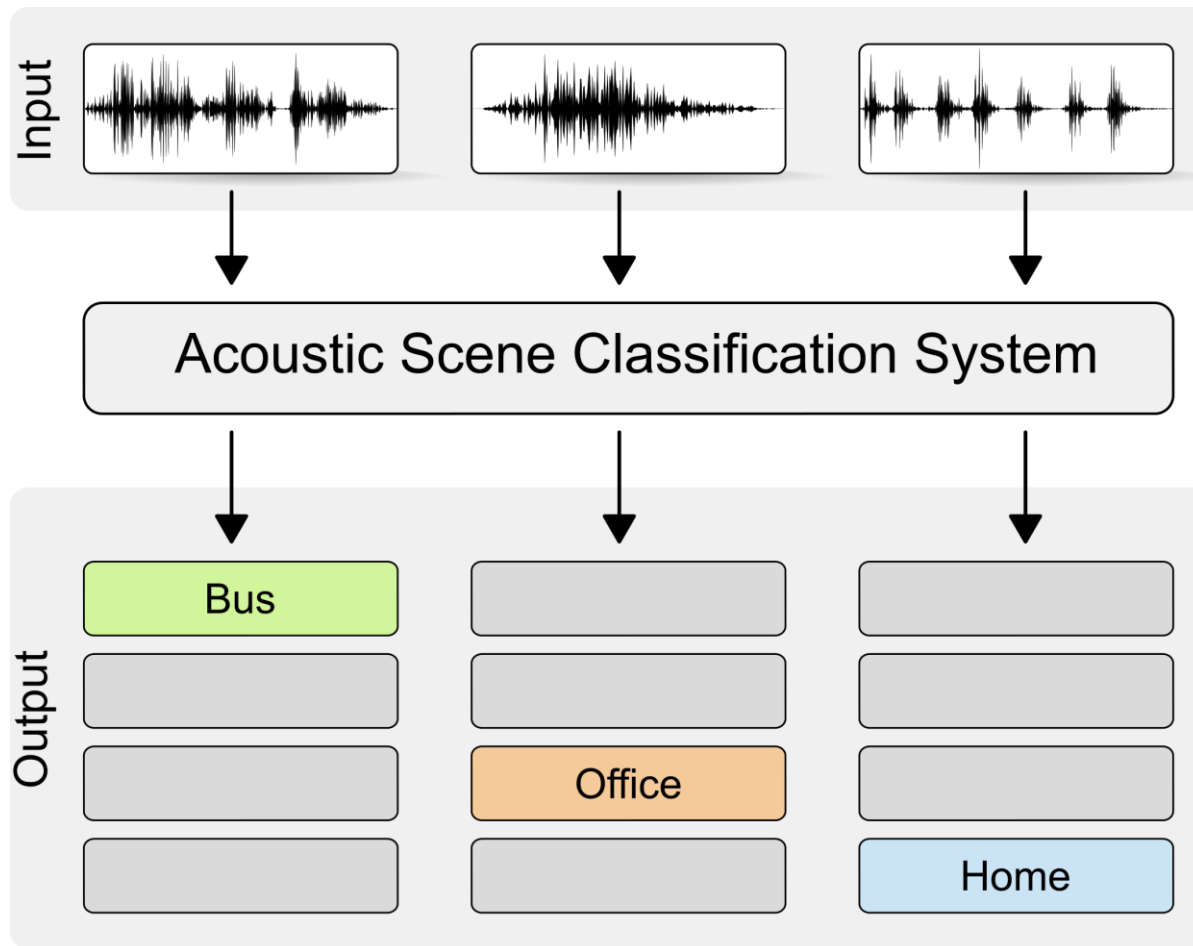 Input
Acoustic Scene Classification System
Output
Bus
Office
Home